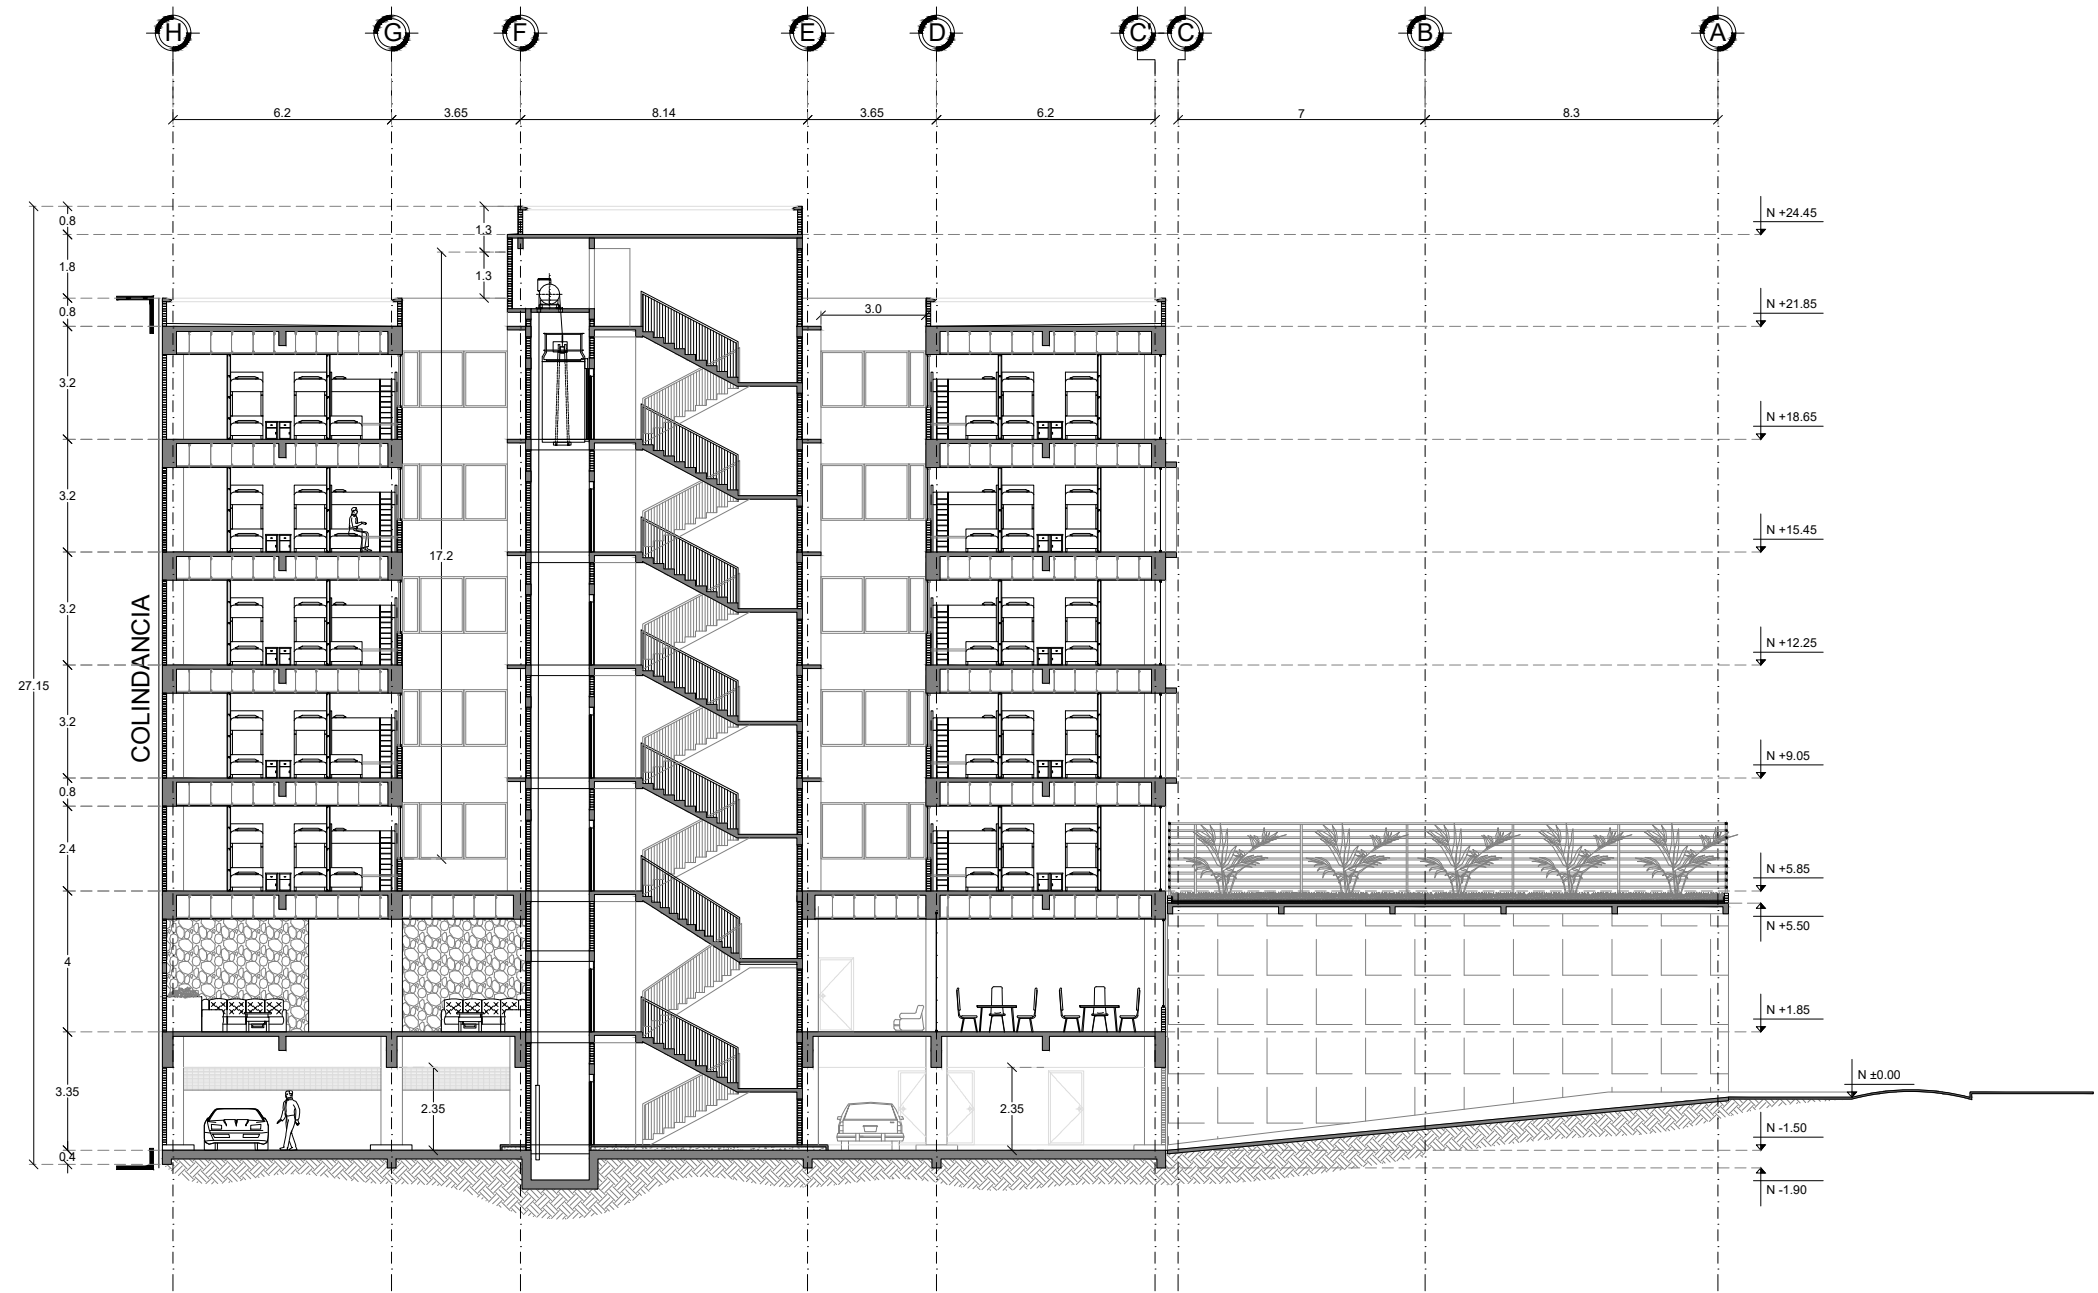 H G F E D C' C B A
6.2 3.65 8.14 3.65 6.2 7 8.3
0.8
1.3
N +24.45
1.8
1.3
0.8
3.0
N +21.85
3.2
N +18.65
3.2
17.2
N +15.45
3.2
N +12.25
27.15
COLINDANCIA
3.2
N +9.05
0.8
2.4
N +5.85
N +5.50
4
N +1.85
3.35
2.35
2.35
N ±0.00
N -1.50
0.4
N -1.90